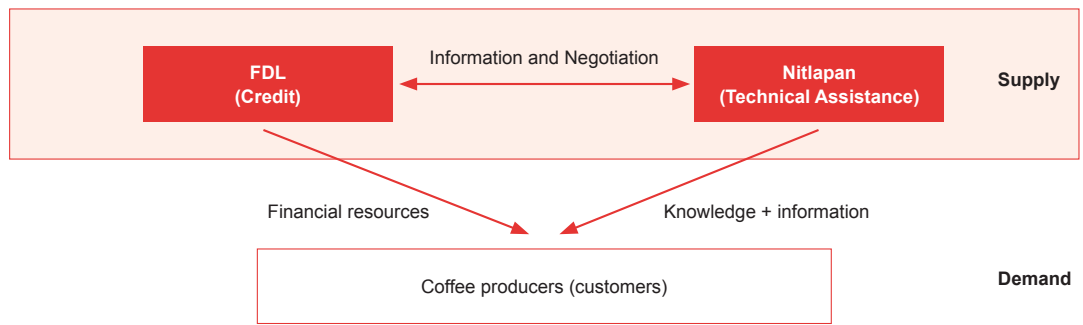 Information and Negotiation
FDL
(Credit)
Nitlapan
(Technical Assistance)
Supply
Financial resources
Knowledge + information
Coffee producers (customers)
Demand